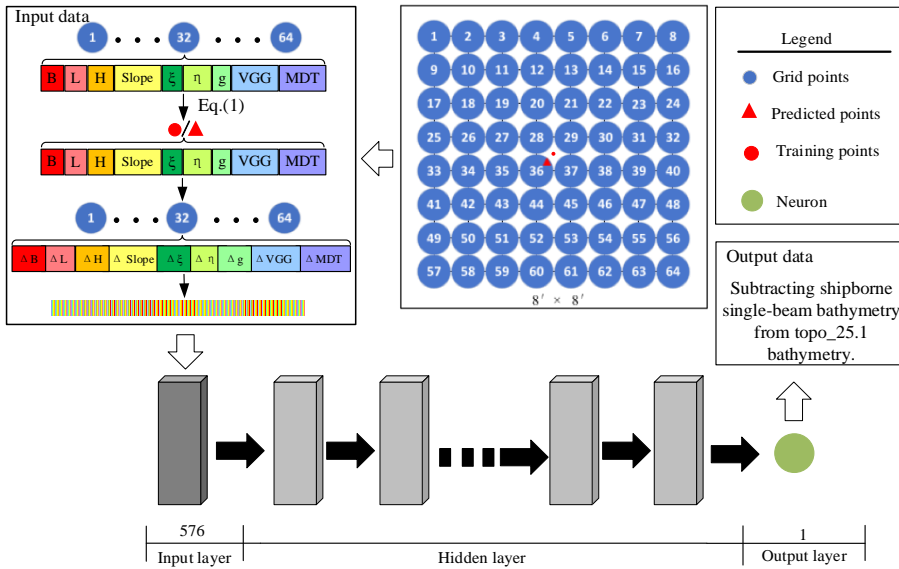 Input data
1 • • • 32 • • • 64
B L H Slope ξ η g VGG MDT
Eq.(1)
/
B L H Slope ξ η g VGG MDT
1 • • • 32 • • • 64
Δ B Δ L Δ H Δ Slope Δ ξ Δ η Δ g Δ VGG Δ MDT
1 2 3 4 5 6 7 8
9 10 11 12 13 14 15 16
17 18 19 20 21 22 23 24
25 26 27 28 29 30 31 32
33 34 35 36 37 38 39 40
41 42 43 44 45 46 47 48
49 50 51 52 53 54 55 56
57 58 59 60 61 62 63 64
8′ × 8′
Legend
Grid points
Predicted points
Training points
Neuron
Output data
Subtracting shipborne
single-beam bathymetry
from topo_25.1
bathymetry.
576
1
Input layer
Hidden layer
Output layer